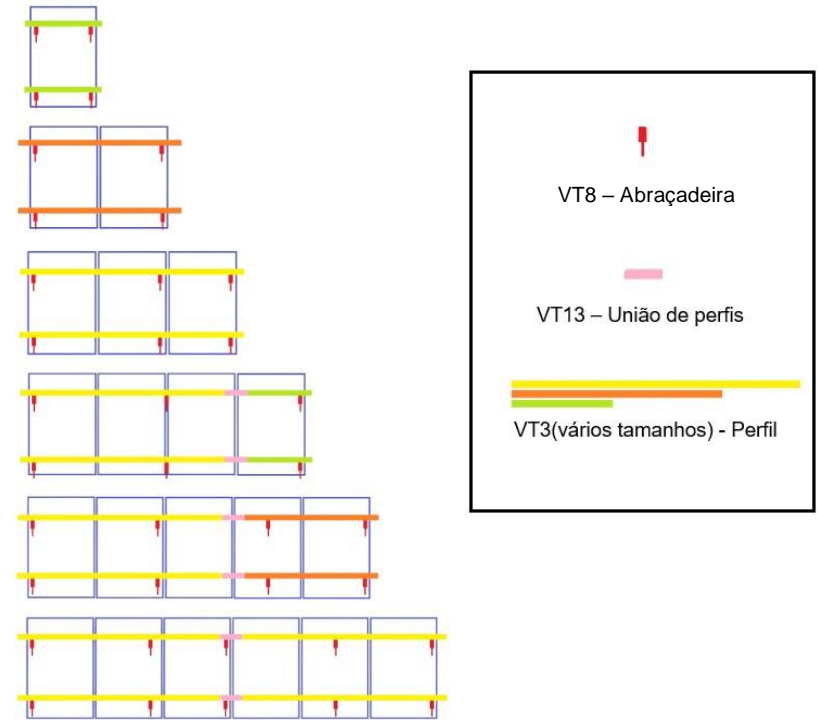 VT8 – Abraçadeira
VT13 – União de perfis
VT3(vários tamanhos) - Perfil